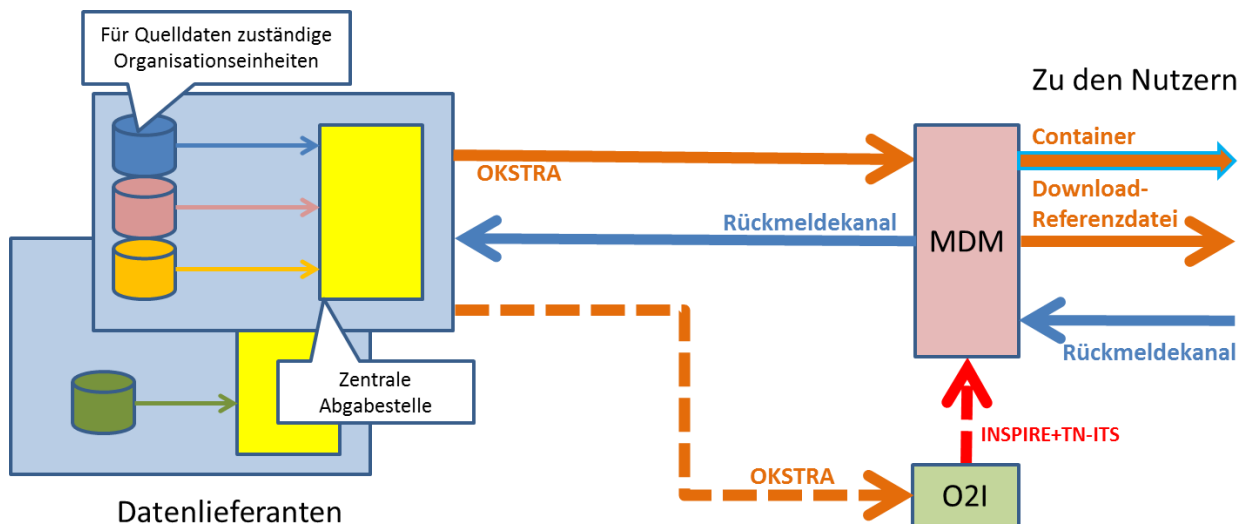 Für Quelldaten zuständige
Organisationseinheiten
Zu den Nutzern
Container
OKSTRA
Download-
Referenzdatei
Rückmeldekanal
MDM
Rückmeldekanal
Zentrale
Abgabestelle
INSPIRE+TN-ITS
OKSTRA
O2I
Datenlieferanten